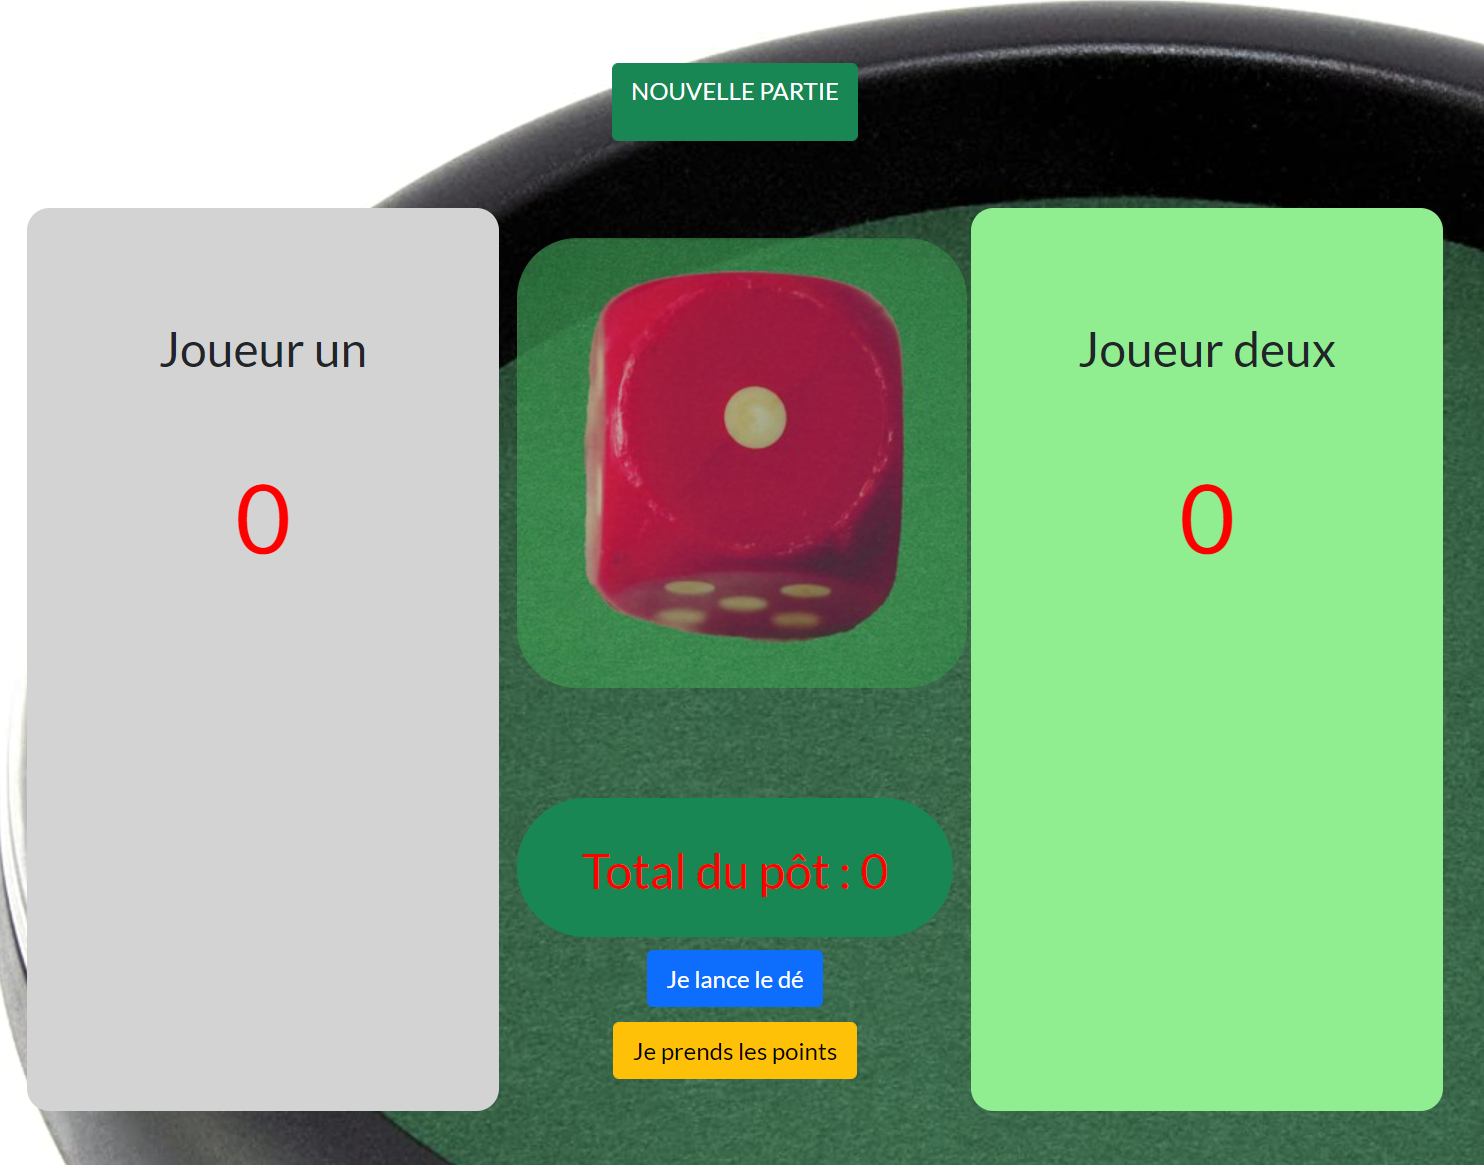 NOUVELLE PARTIE
Joueur un
0
Joueur deux
0
Total du pôt : 0
Je lance le dé
Je prends les points